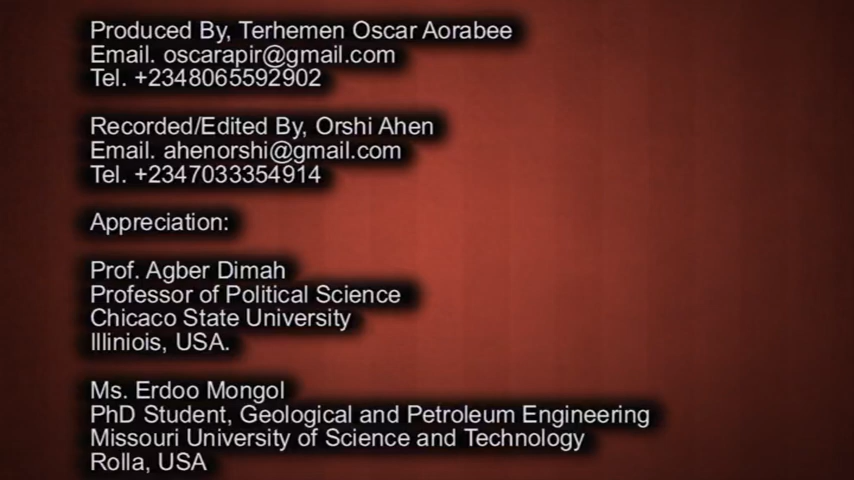 Produced By, Terhemen Oscar Aorabee
Email. oscarapir@gmail.com
Tel. +2348065592902
Recorded/Edited By, Orshi Ahen
Email. ahenorshi@gmail.com
Tel. +2347033354914
Appreciation:
Prof. Agber Dimah
Professor of Political Science
Chicaco State University
Illiniois, USA.
Ms. Erdoo Mongol
PhD Student, Geological and Petroleum Engineering
Missouri University of Science and Technology
Rolla, USA